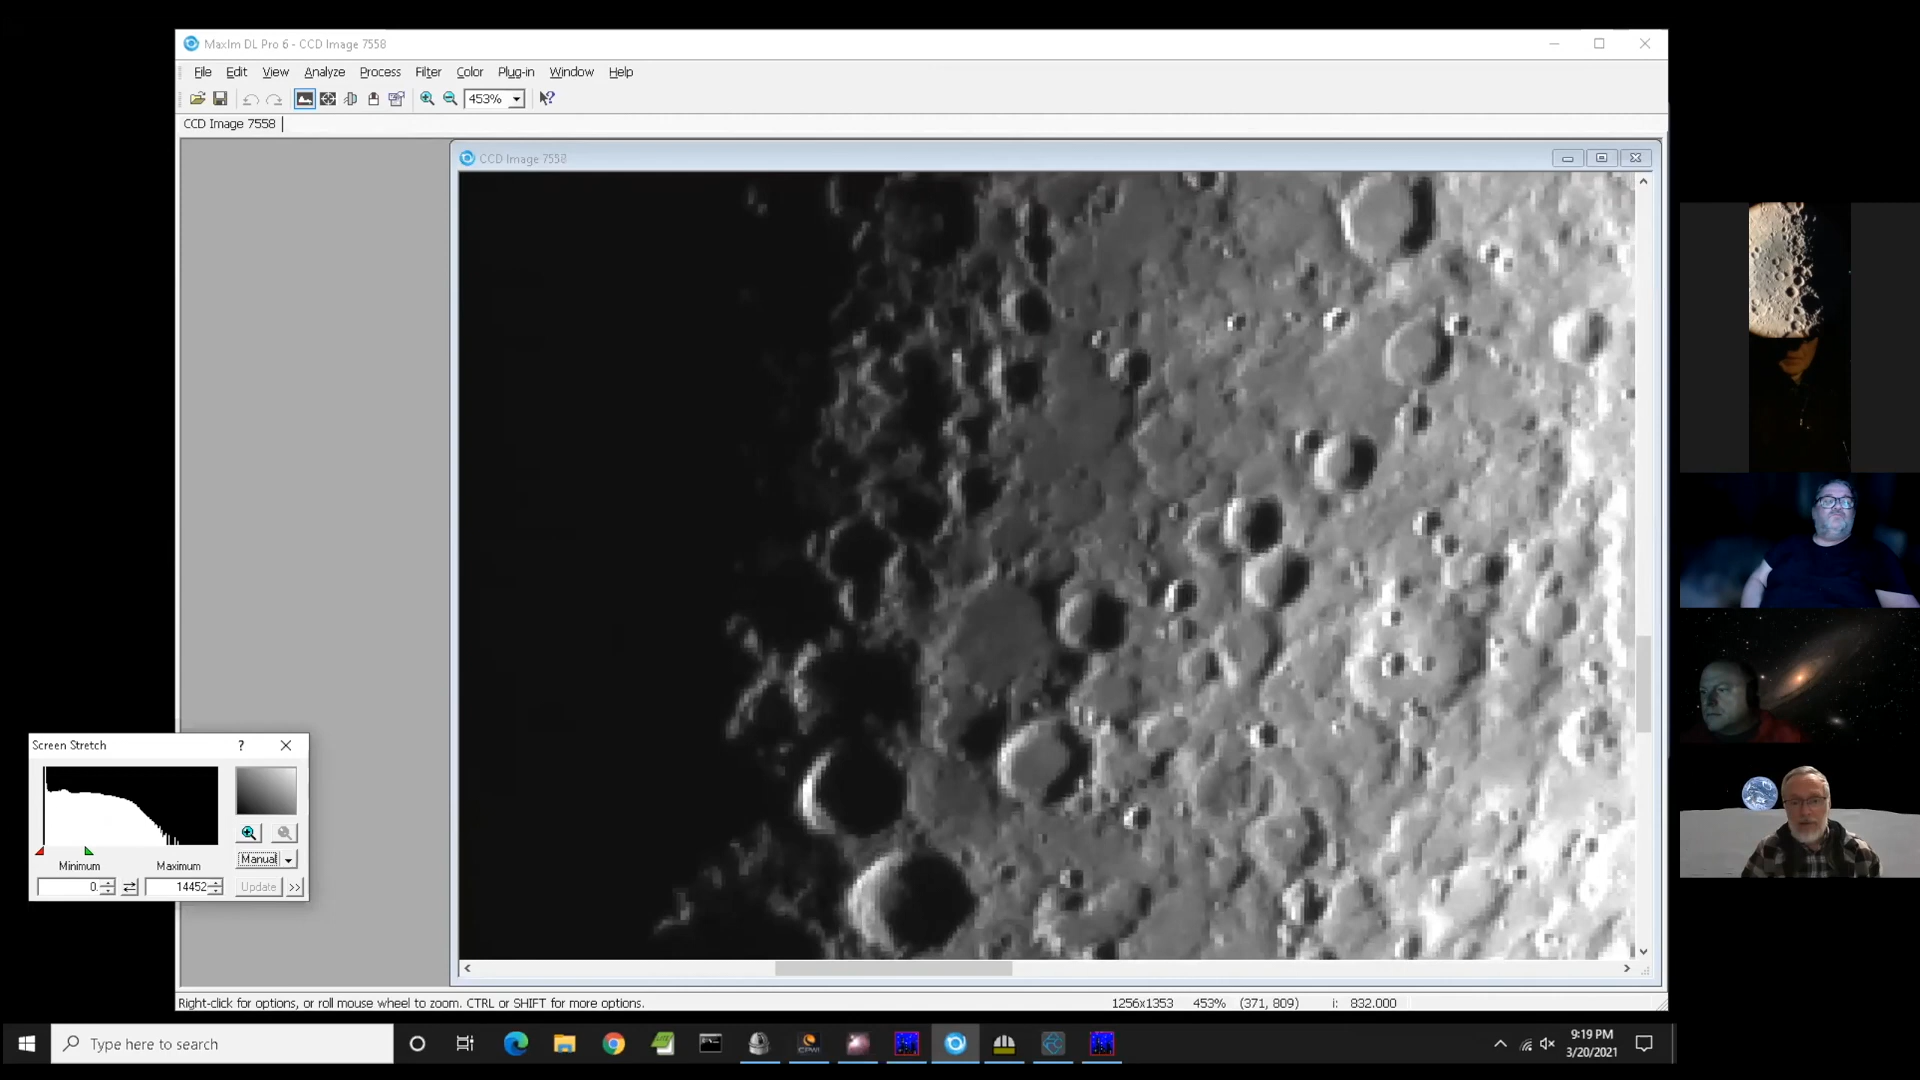 MaxIm DL Pro 6 - CCD Image 7558
File Edit View Analyze Process Filter Color Plug-in Window Help
453%
CCD Image 7558
CCD Image 7558
Screen Stretch ?
Manual
Minimum Maximum
0. 14452 Update >>
Right-click for options, or roll mouse wheel to zoom. CTRL or SHIFT for more options. 1256x1353 453% (371, 809) i: 832.000
Type here to search
CPWI
9:19 PM
3/20/2021